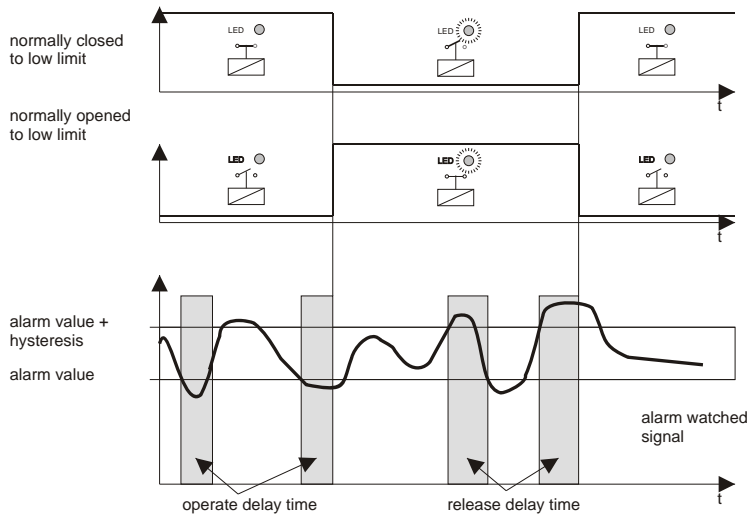 normally closed
to low limit
LED
LED
LED
t
normally opened
to low limit
LED
LED
LED
t
alarm value +
hysteresis
alarm value
alarm watched
signal
operate delay time
release delay time
t